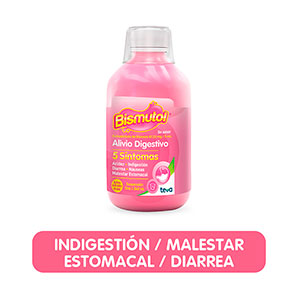 Bismutol
Alivio Digestivo
5 Síntomas
Acidez - Indigestión
Diarrea - Náuseas
Malestar Estomacal
teva
INDIGESTIÓN / MALESTAR
ESTOMACAL / DIARREA